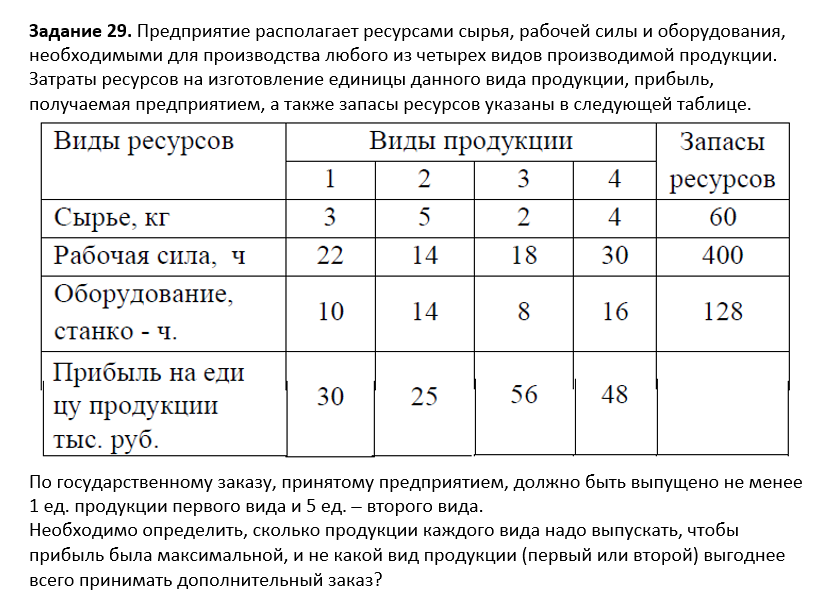 Задание 29. Предприятие располагает ресурсами сырья, рабочей силы и оборудования,
необходимыми для производства любого из четырех видов производимой продукции.
Затраты ресурсов на изготовление единицы данного вида продукции, прибыль,
получаемая предприятием, а также запасы ресурсов указаны в следующей таблице.
Виды ресурсов Виды продукции Запасы
1 2 3 4 ресурсов
Сырье, кг 3 5 2 4 60
Рабочая сила, ч 22 14 18 30 400
Оборудование,
станко - ч. 10 14 8 16 128
Прибыль на еди
цу продукции 30 25 56 48
тыс. руб.
По государственному заказу, принятому предприятием, должно быть выпущено не менее
1 ед. продукции первого вида и 5 ед. – второго вида.
Необходимо определить, сколько продукции каждого вида надо выпускать, чтобы
прибыль была максимальной, и не какой вид продукции (первый или второй) выгоднее
всего принимать дополнительный заказ?